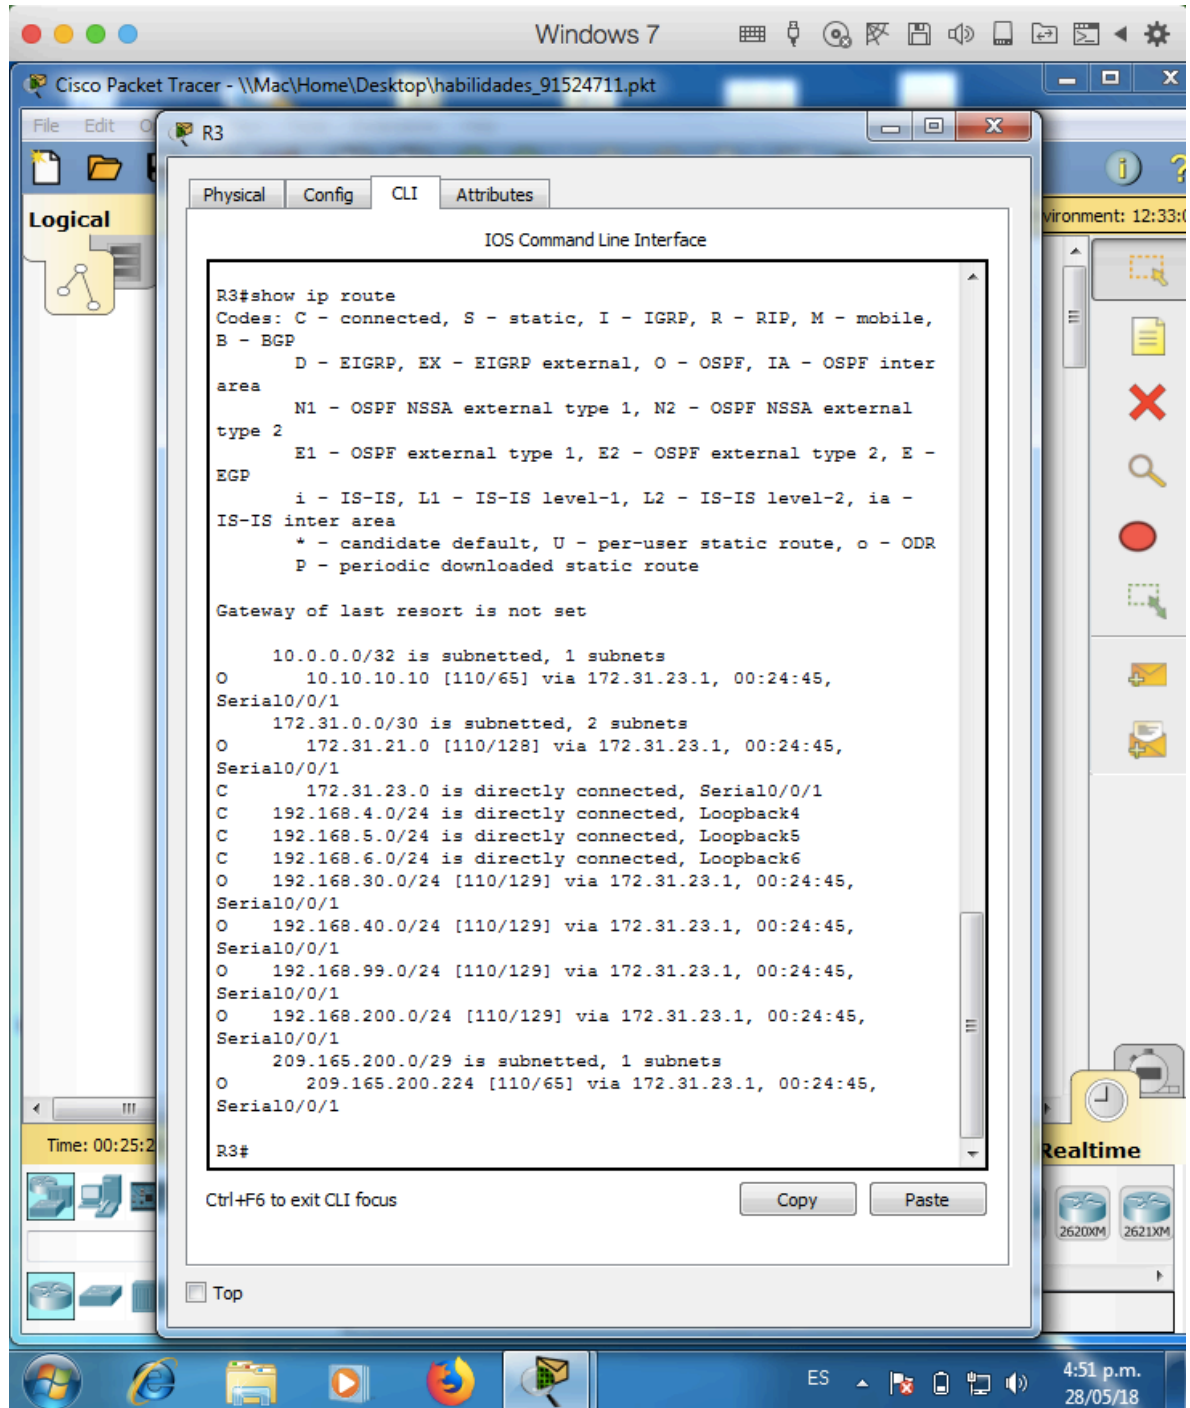 Windows 7
Cisco Packet Tracer - \\Mac\Home\Desktop\habilidades_91524711.pkt
File Edit
R3
Physical Config CLI Attributes
Logical
12:33:
IOS Command Line Interface
R3#show ip route
Codes: C - connected, S - static, I - IGRP, R - RIP, M - mobile,
B - BGP
D - EIGRP, EX - EIGRP external, O - OSPF, IA - OSPF inter
area
N1 - OSPF NSSA external type 1, N2 - OSPF NSSA external
type 2
E1 - OSPF external type 1, E2 - OSPF external type 2, E -
EGP
i - IS-IS, L1 - IS-IS level-1, L2 - IS-IS level-2, ia -
IS-IS inter area
* - candidate default, U - per-user static route, o - ODR
P - periodic downloaded static route
Gateway of last resort is not set
10.0.0.0/32 is subnetted, 1 subnets
O 10.10.10.10 [110/65] via 172.31.23.1, 00:24:45,
Serial0/0/1
172.31.0.0/30 is subnetted, 2 subnets
O 172.31.21.0 [110/128] via 172.31.23.1, 00:24:45,
Serial0/0/1
C 172.31.23.0 is directly connected, Serial0/0/1
C 192.168.4.0/24 is directly connected, Loopback4
C 192.168.5.0/24 is directly connected, Loopback5
C 192.168.6.0/24 is directly connected, Loopback6
O 192.168.30.0/24 [110/129] via 172.31.23.1, 00:24:45,
Serial0/0/1
O 192.168.40.0/24 [110/129] via 172.31.23.1, 00:24:45,
Serial0/0/1
O 192.168.99.0/24 [110/129] via 172.31.23.1, 00:24:45,
Serial0/0/1
O 192.168.200.0/24 [110/129] via 172.31.23.1, 00:24:45,
Serial0/0/1
209.165.200.0/29 is subnetted, 1 subnets
O 209.165.200.224 [110/65] via 172.31.23.1, 00:24:45,
Serial0/0/1
R3#
Time: 00:25:2
Realtime
Ctrl+F6 to exit CLI focus
Copy Paste
2620XM 2621XM
Top
ES
4:51 p.m.
28/05/18